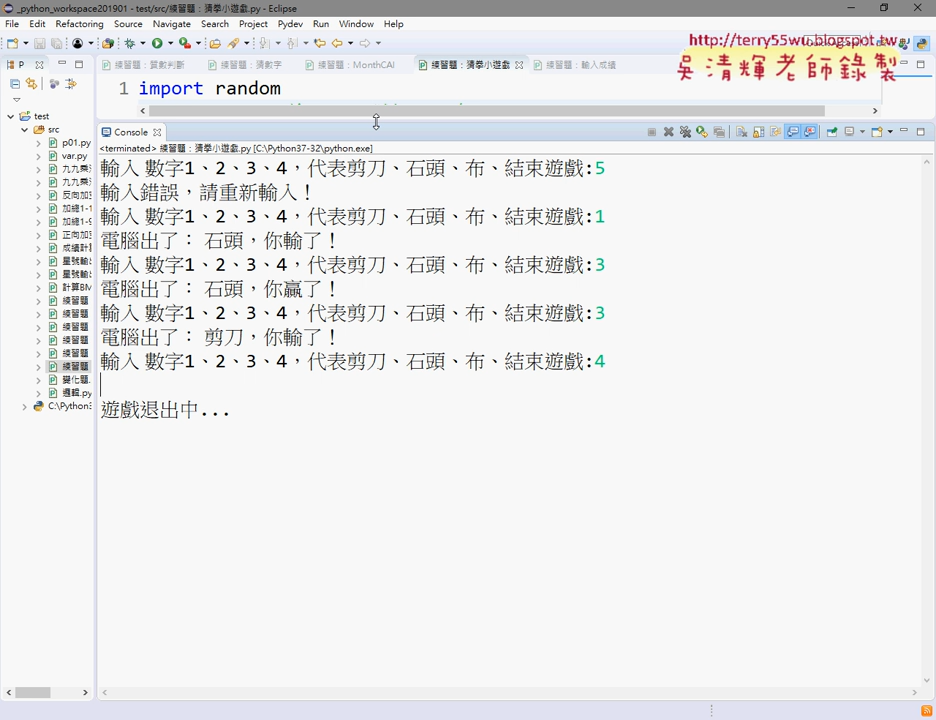 _python_workspace201901 - test/src/練習題：猜拳小遊戲.py - Eclipse
File Edit Refactoring Source Navigate Search Project Pydev Run Window Help
http://terry55wu.blogspot.tw
吳清輝老師錄製
P
練習題：質數判斷 練習題：猜數字 練習題：MonthCAl 練習題：猜拳小遊戲 練習題：輸入成績
1 import random
test
src
p01.py
var.py
九九乘
九九乘
反向加
加總1-1
加總1-9
正向加
成績計
星號輸
星號輸
計算BM
練習題
練習題
練習題
練習題
練習題
練習題
變化題.
邏輯.py
C:\Python3
Console
<terminated> 練習題：猜拳小遊戲.py [C:\Python37-32\python.exe]
輸入 數字1、2、3、4，代表剪刀、石頭、布、結束遊戲:5
輸入錯誤，請重新輸入！
輸入 數字1、2、3、4，代表剪刀、石頭、布、結束遊戲:1
電腦出了： 石頭，你輸了！
輸入 數字1、2、3、4，代表剪刀、石頭、布、結束遊戲:3
電腦出了： 石頭，你贏了！
輸入 數字1、2、3、4，代表剪刀、石頭、布、結束遊戲:3
電腦出了： 剪刀，你輸了！
輸入 數字1、2、3、4，代表剪刀、石頭、布、結束遊戲:4
遊戲退出中...